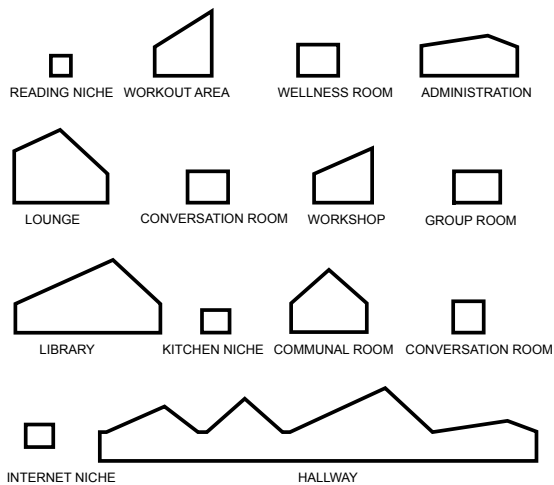 READING NICHE WORKOUT AREA WELLNESS ROOM ADMINISTRATION
LOUNGE CONVERSATION ROOM WORKSHOP GROUP ROOM
LIBRARY KITCHEN NICHE COMMUNAL ROOM CONVERSATION ROOM
INTERNET NICHE HALLWAY